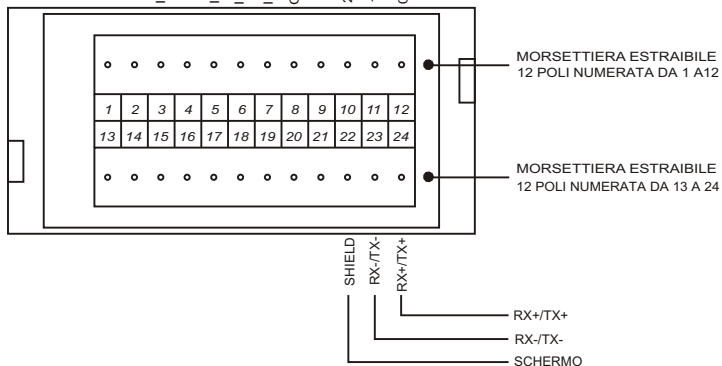 MORSETTIERA ESTRAIBILE
12 POLI NUMERATA DA 1 A12
1 2 3 4 5 6 7 8 9 10 11 12
13 14 15 16 17 18 19 20 21 22 23 24
MORSETTIERA ESTRAIBILE
12 POLI NUMERATA DA 13 A 24
SHIELD
RX-/TX-
RX+/TX+
RX+/TX+
RX-/TX-
SCHERMO